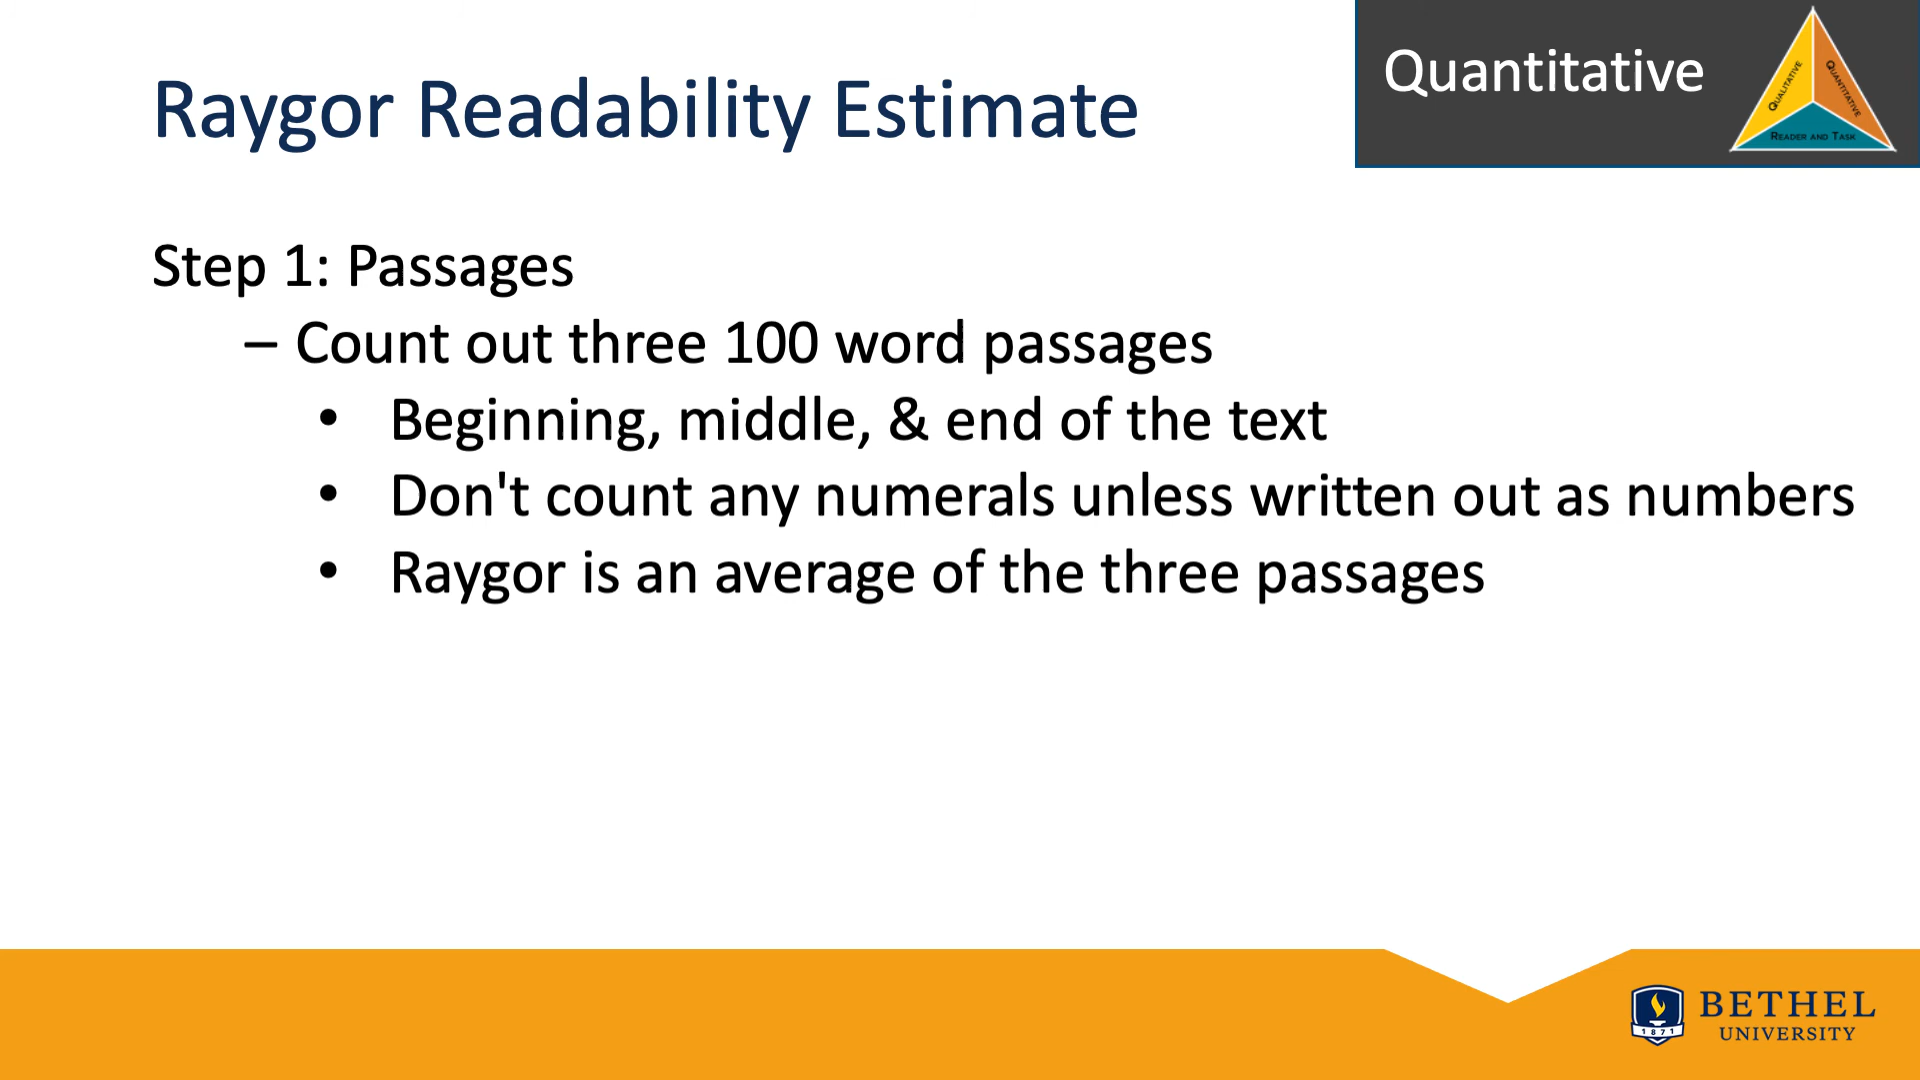 Raygor Readability Estimate
Quantitative
QUALITATIVE
QUANTITATIVE
READER AND TASK
Step 1: Passages
– Count out three 100 word passages
• Beginning, middle, & end of the text
• Don't count any numerals unless written out as numbers
• Raygor is an average of the three passages
1871
BETHEL
UNIVERSITY